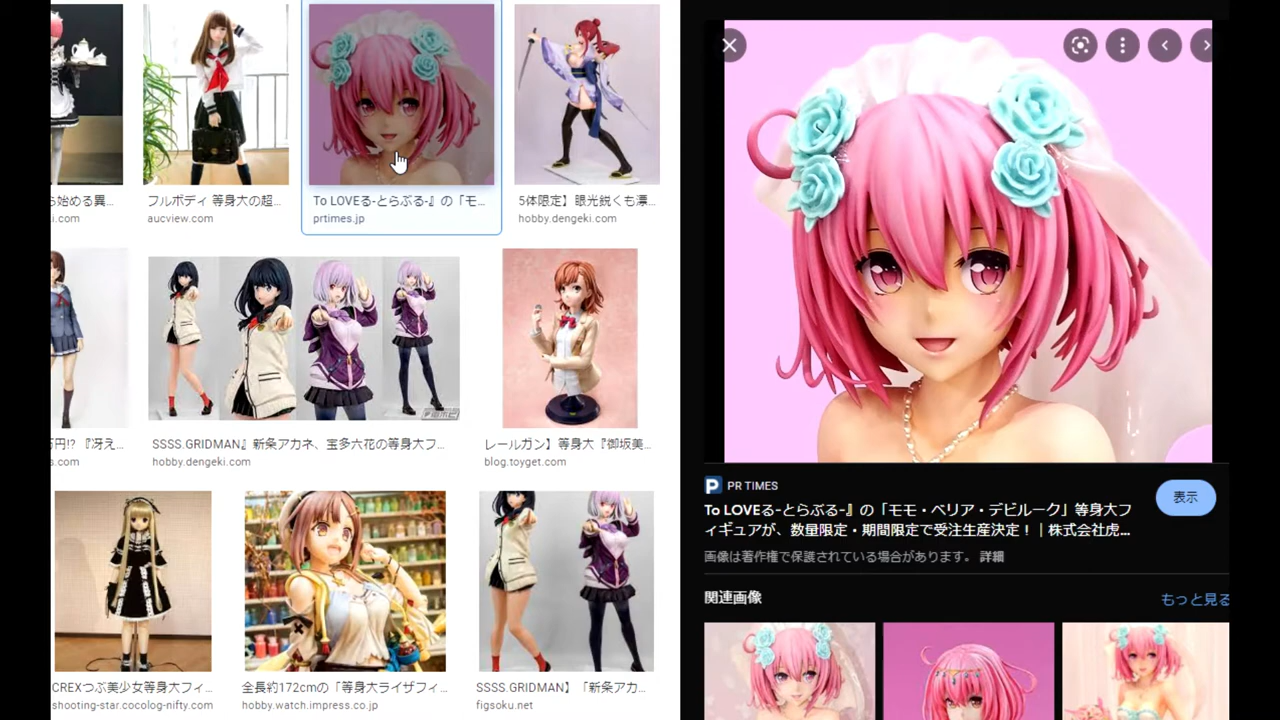 ら始める異...
i.com
フルボディ 等身大の超...
aucview.com
To LOVEる-とらぶる-』の「モ...
prtimes.jp
5体限定】眼光鋭くも凛...
hobby.dengeki.com
万円!? 『冴え...
s.com
SSSS.GRIDMAN』新条アカネ、宝多六花の等身大フ...
hobby.dengeki.com
レールガン】等身大『御坂美...
blog.toyget.com
CREXつぶ美少女等身大フィ...
shooting-star.cocolog-nifty.com
全長約172cmの「等身大ライザフィ...
hobby.watch.impress.co.jp
SSSS.GRIDMAN】「新条アカ...
figsoku.net
PR TIMES
To LOVEる-とらぶる-』の「モモ・ベリア・デビルーク」等身大フ
ィギュアが、数量限定・期間限定で受注生産決定!｜株式会社虎...
表示
画像は著作権で保護されている場合があります。 詳細
関連画像
もっと見る